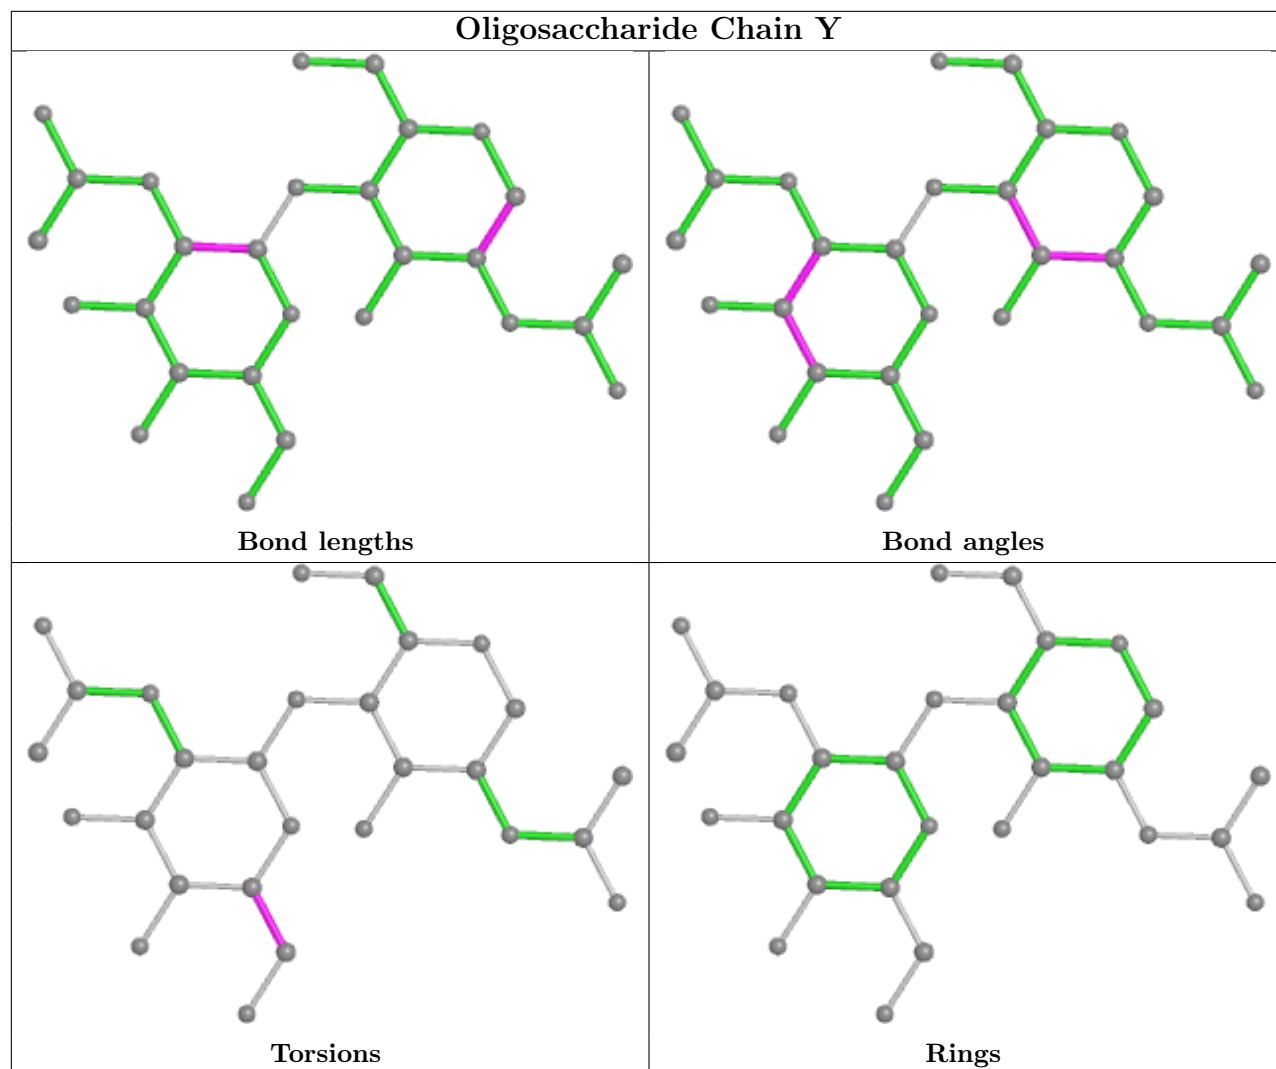 Oligosaccharide Chain Y
Bond lengths
Bond angles
Torsions
Rings